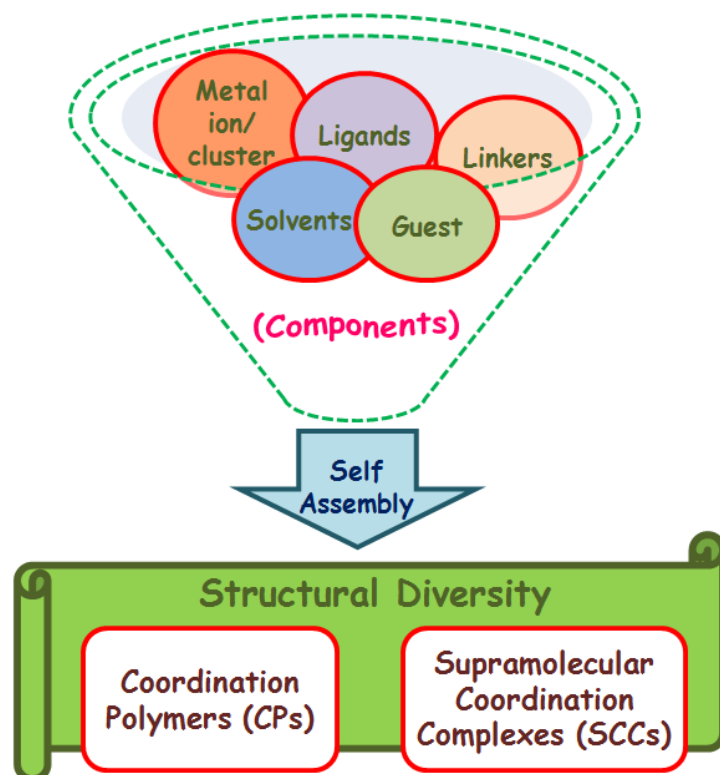 Metal
ion/
cluster
Ligands
Linkers
Solvents
Guest
(Components)
Self
Assembly
Structural Diversity
Coordination
Polymers (CPs)
Supramolecular
Coordination
Complexes (SCCs)